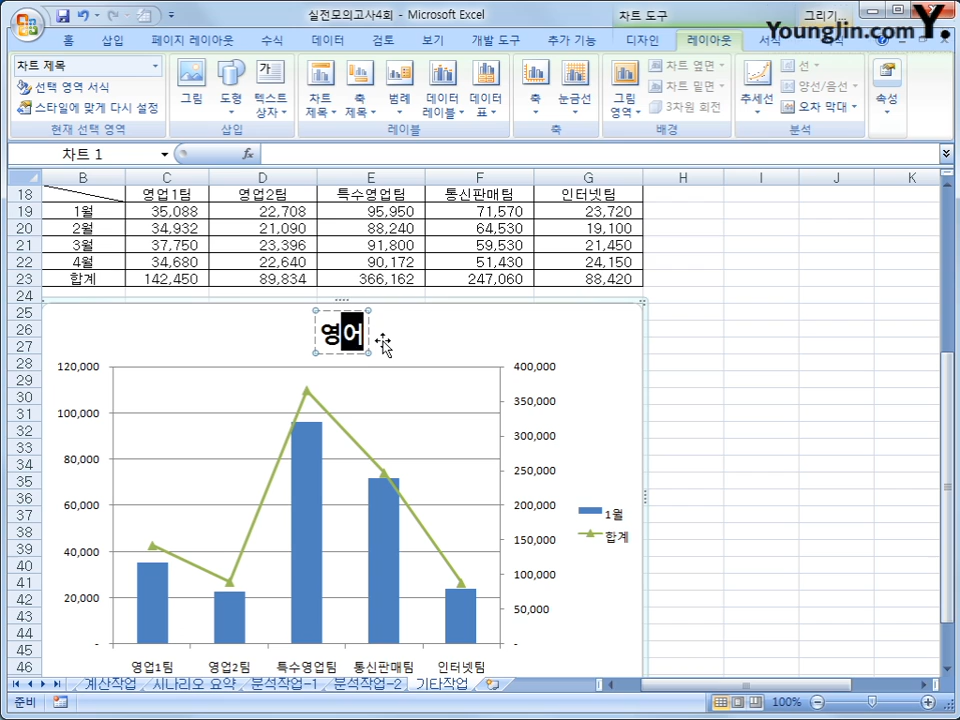 실전모의고사4회 - Microsoft Excel
차트 도구
그리기...
Younglin.com Y.
홈 삽입 페이지 레이아웃 수식 데이터 검토 보기 개발 도구 추가 기능 디자인 레이아웃 서식
차트 제목
선택 영역 서식
스타일에 맞게 다시 설정
현재 선택 영역
그림 도형 텍스트 상자
삽입
차트 제목 축 제목 범례 데이터 레이블 데이터 표
레이블
축 눈금선
축
그림 영역 차트 옆면 차트 밑면 3차원 회전
배경
추세선 선 양선/음선 오차 막대
분석
속성
차트 1 fx
B C D E F G H I J K
18 영업1팀 영업2팀 특수영업팀 통신판매팀 인터넷팀
19 1월 35,088 22,708 95,950 71,570 23,720
20 2월 34,932 21,090 88,240 64,530 19,100
21 3월 37,750 23,396 91,800 59,530 21,450
22 4월 34,680 22,640 90,172 51,430 24,150
23 합계 142,450 89,834 366,162 247,060 88,420
24
25
26
27
28
29
30
31
32
33
34
35
36
37
38
39
40
41
42
43
44
45
46
영어
120,000
100,000
80,000
60,000
40,000
20,000
-
400,000
350,000
300,000
250,000
200,000
150,000
100,000
50,000
-
1월
합계
영업1팀 영업2팀 특수영업팀 통신판매팀 인터넷팀
계산작업 시나리오 요약 분석작업-1 분석작업-2 기타작업
준비 100%